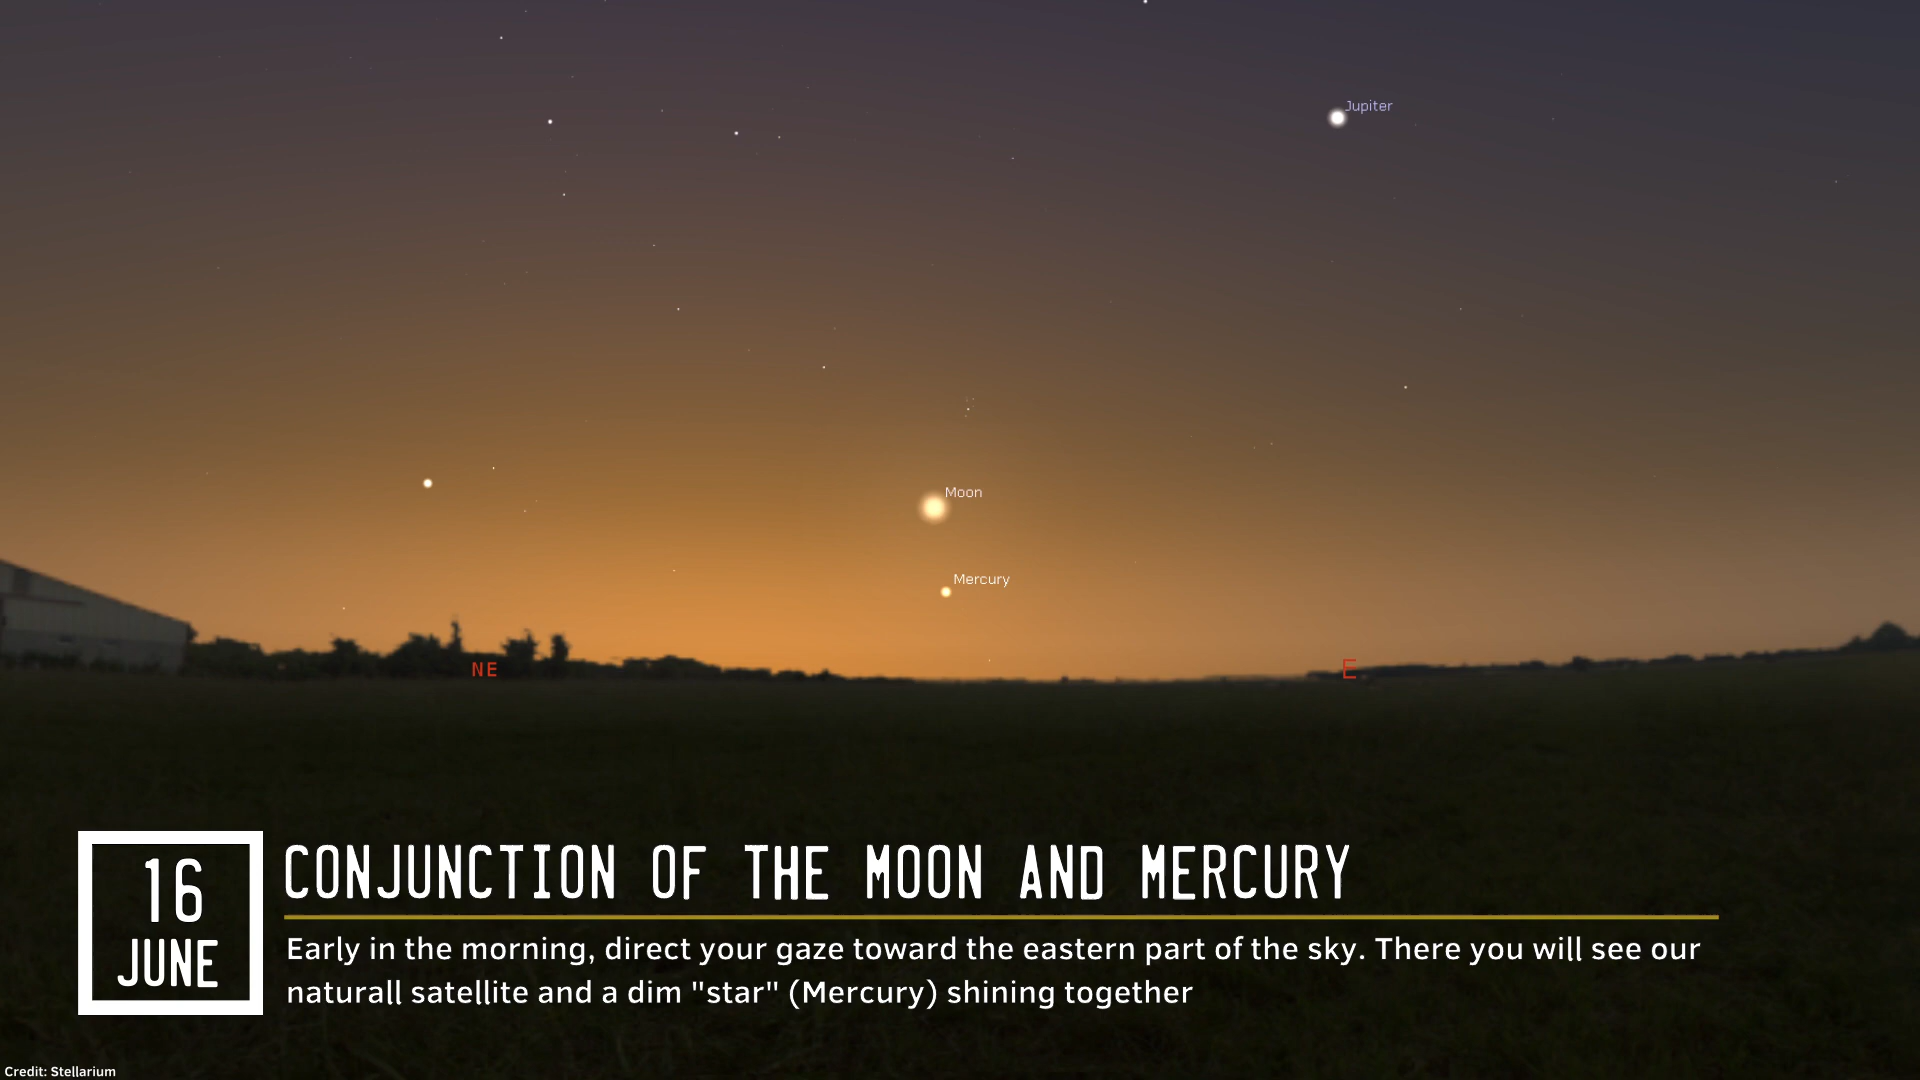 Jupiter
Moon
Mercury
NE
E
16
JUNE
CONJUNCTION OF THE MOON AND MERCURY
Early in the morning, direct your gaze toward the eastern part of the sky. There you will see our
naturall satellite and a dim "star" (Mercury) shining together
Credit: Stellarium